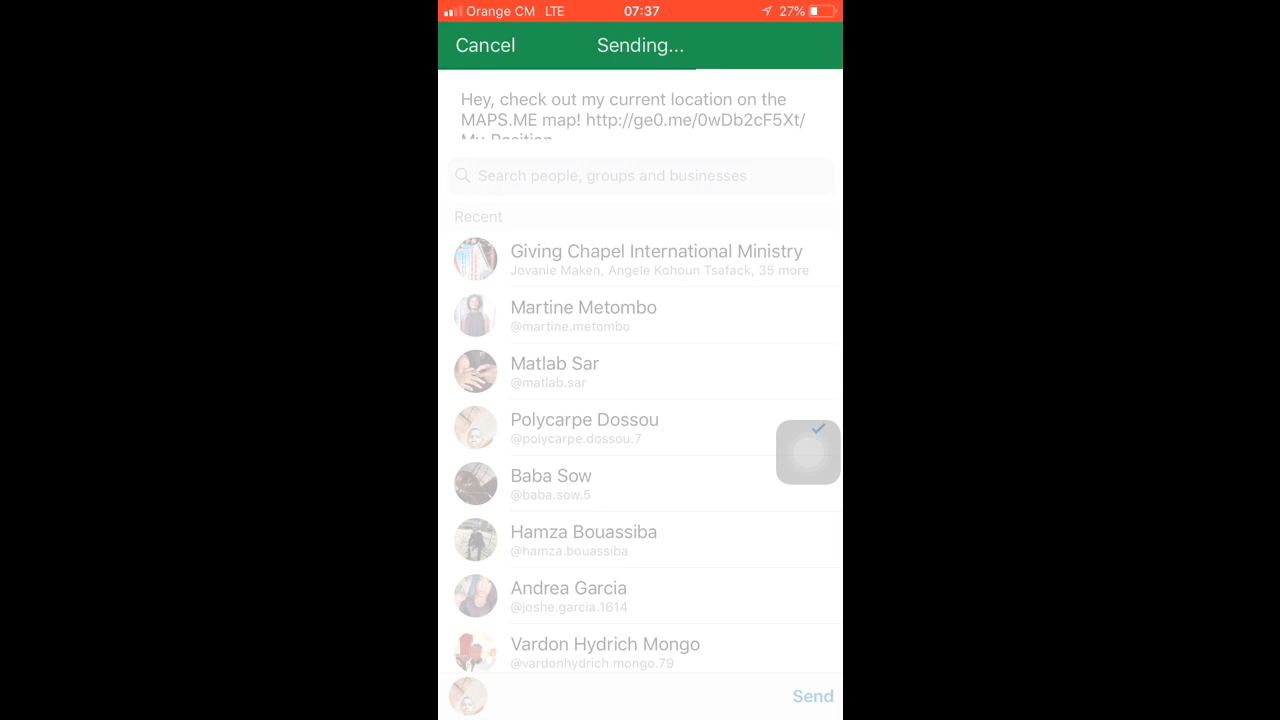 Orange CM LTE 07:37 27%
Cancel Sending...
Hey, check out my current location on the
MAPS.ME map! http://ge0.me/0wDb2cF5Xt/
My Position
Search people, groups and businesses
Recent
Giving Chapel International Ministry
Jovanie Maken, Angele Kohoun Tsafack, 35 more
Martine Metombo
@martine.metombo
Matlab Sar
@matlab.sar
Polycarpe Dossou
@polycarpe.dossou.7
Baba Sow
@baba.sow.5
Hamza Bouassiba
@hamza.bouassiba
Andrea Garcia
@joshe.garcia.1614
Vardon Hydrich Mongo
@vardonhydrich.mongo.79
Send